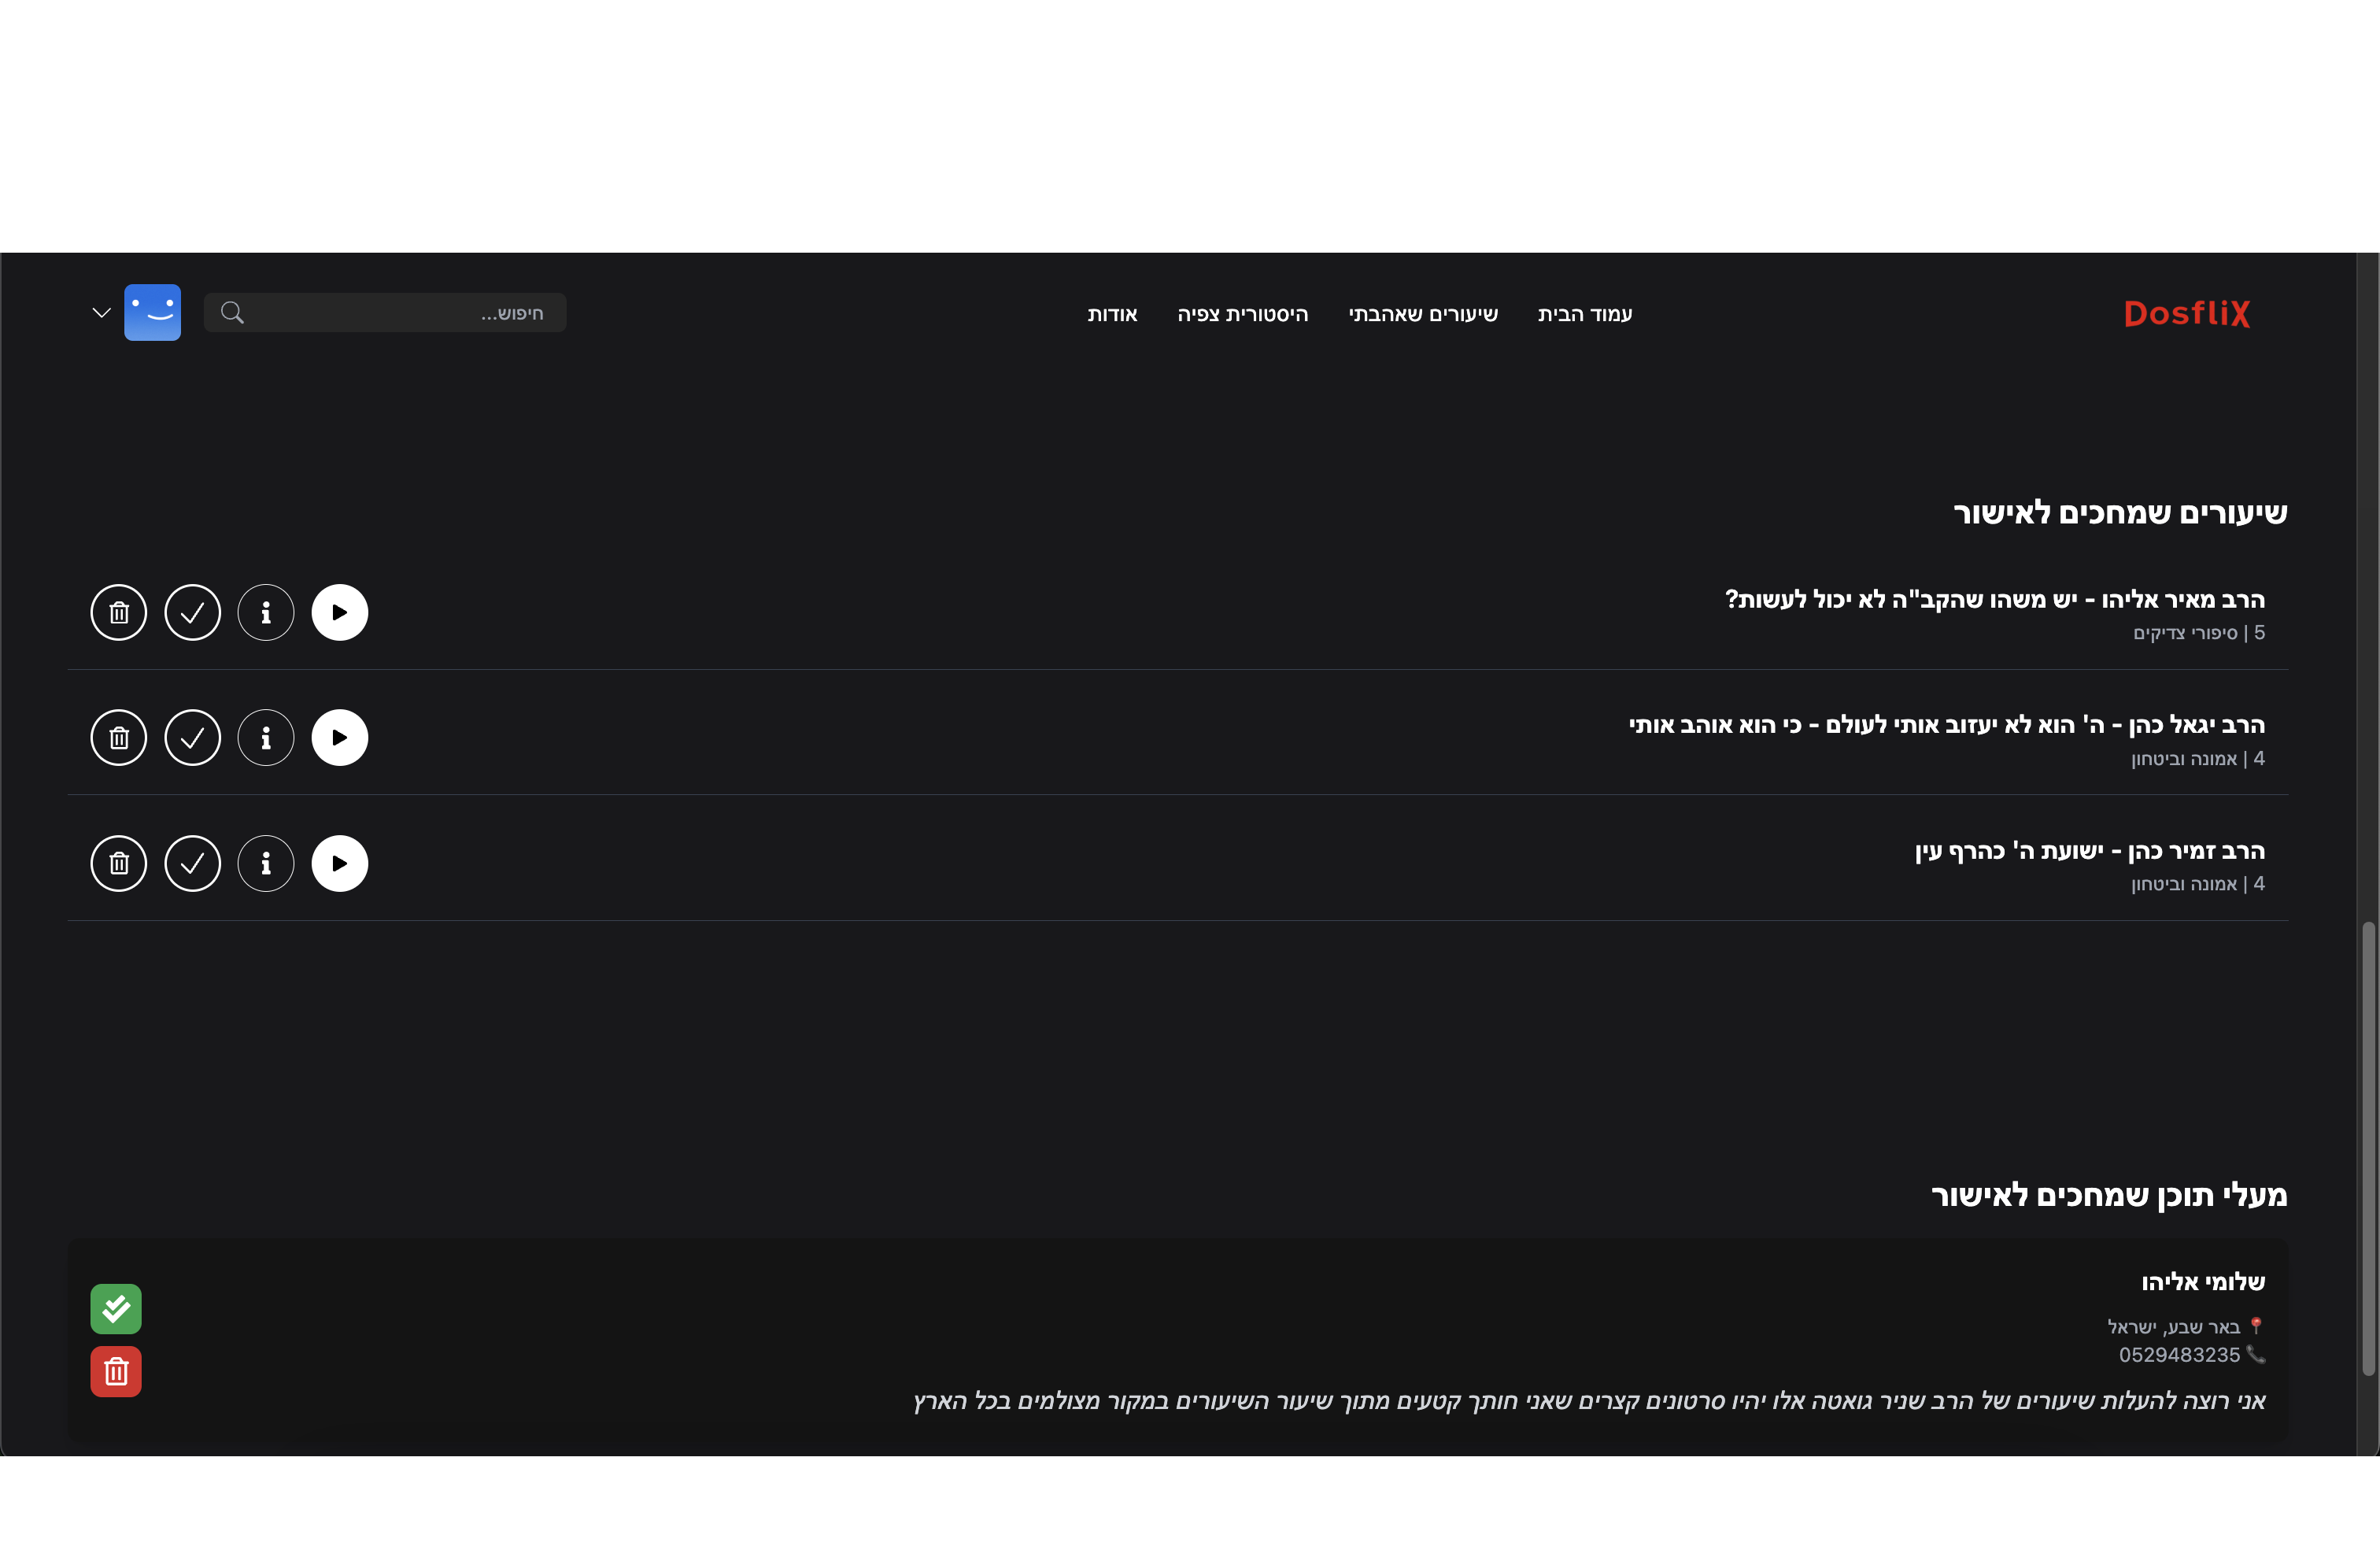 DosfliX
עמוד הבית
שיעורים שאהבתי
היסטורית צפיה
אודות
חיפוש...
שיעורים שמחכים לאישור
הרב מאיר אליהו - יש משהו שהקב"ה לא יכול לעשות?
5 | סיפורי צדיקים
הרב יגאל כהן - ה' הוא לא יעזוב אותי לעולם - כי הוא אוהב אותי
4 | אמונה וביטחון
הרב זמיר כהן - ישועת ה' כהרף עין
4 | אמונה וביטחון
מעלי תוכן שמחכים לאישור
שלומי אליהו
באר שבע, ישראל
0529483235
אני רוצה להעלות שיעורים של הרב שניר גואטה אלו יהיו סרטונים קצרים שאני חותך קטעים מתוך שיעור השיעורים במקור מצולמים בכל הארץ